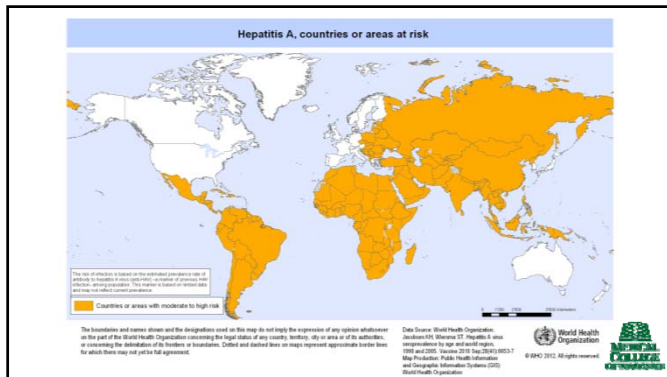 Hepatitis A, countries or areas at risk
The risk of infection is based on the estimated prevalence rate of
antibody to hepatitis A virus (anti-HAV) -a marker of previous HAV
infection- among population. This marker is based on limited data
and may not reflect current prevalence.
Countries or areas with moderate to high risk
The boundaries and names shown and the designations used on this map do not imply the expression of any opinion whatsoever
on the part of the World Health Organization concerning the legal status of any country, territory, city or area or of its authorities,
or concerning the delimitation of its frontiers or boundaries. Dotted and dashed lines on maps represent approximate border lines
for which there may not yet be full agreement.
Data Source: World Health Organization.
Jacobsen KH, Wiersma ST. Hepatitis A virus
seroprevalence by age and world region,
1990 and 2005. Vaccine 2010 Sep;28(41):6653-7
Map Production: Public Health Information
and Geographic Information Systems (GIS)
World Health Organization
World Health
Organization
© WHO 2012. All rights reserved.
MEDICAL
COLLEGE
OF WISCONSIN